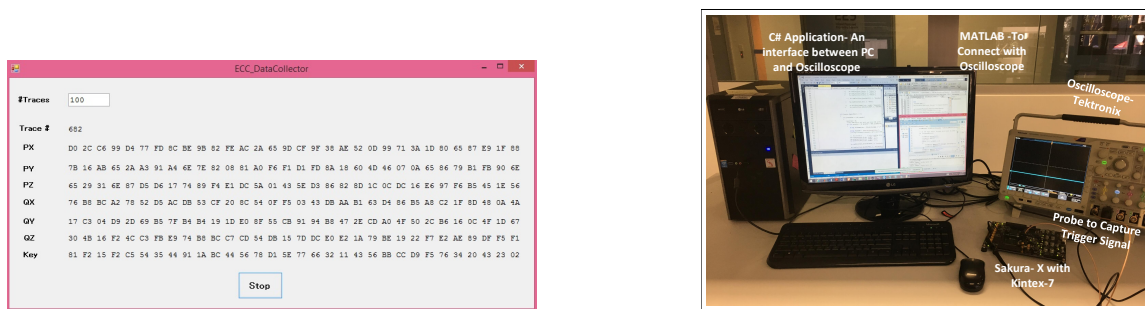 ECC_DataCollector
#Traces 100
Trace # 682
PX D0 2C C6 99 D4 77 FD 8C BE 9B 82 FE AC 2A 65 9D CF 9F 38 AE 52 0D 99 71 3A 1D 80 65 87 E9 1F 88
PY 7B 16 AB 65 2A A3 91 A4 6E 7E 82 08 81 A0 F6 F1 D1 FD 8A 18 60 4D 46 07 0A 65 86 79 B1 FB 90 6E
PZ 65 29 31 6E 87 D5 D6 17 74 89 F4 E1 DC 5A 01 43 5E D3 86 82 8D 1C 0C DC 16 E6 97 F6 B5 45 1E 56
QX 76 B8 BC A2 78 52 D5 AC DB 53 CF 20 8C 54 0F F5 03 43 DB AA B1 63 D4 86 B5 A8 C2 1F 8D 48 0A 4A
QY 17 C3 04 D9 2D 69 B5 7F B4 B4 19 1D E0 8F 55 CB 91 94 B8 47 2E CD A0 4F 50 2C B6 16 0C 4F 1D 67
QZ 30 4B 16 F2 4C C3 FB E9 74 B8 BC C7 CD 54 DB 15 7D DC E0 E2 1A 79 BE 19 22 F7 E2 AE 89 DF F5 F1
Key 81 F2 15 F2 C5 54 35 44 91 1A BC 44 56 78 D1 5E 77 66 32 11 43 56 BB CC D9 F5 76 34 20 43 23 02
Stop
C# Application- An
interface between PC
and Oscilloscope
MATLAB -To
Connect with
Oscilloscope
Oscilloscope-
Tektronix
Probe to Capture
Trigger Signal
Sakura- X with
Kintex-7